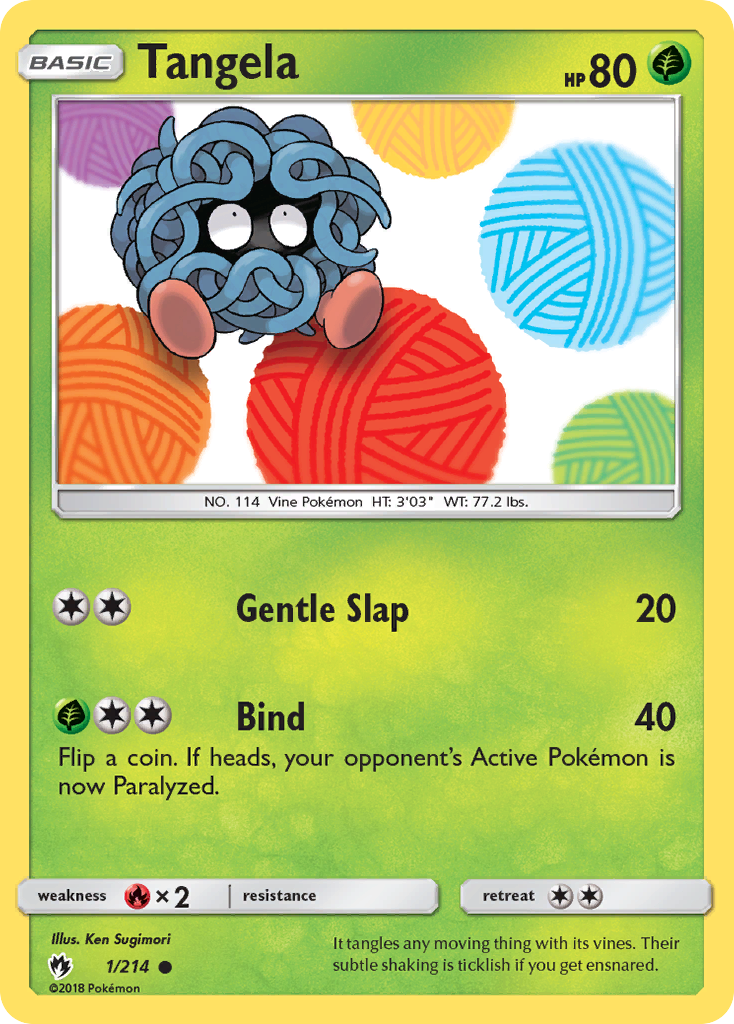 BASIC Tangela HP 80
NO. 114 Vine Pokémon HT: 3'03" WT: 77.2 lbs.
Gentle Slap 20
Bind 40
Flip a coin. If heads, your opponent's Active Pokémon is
now Paralyzed.
weakness ×2 resistance retreat
Illus. Ken Sugimori
1/214
©2018 Pokémon
It tangles any moving thing with its vines. Their
subtle shaking is ticklish if you get ensnared.